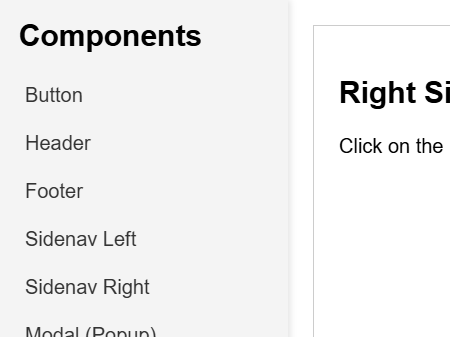 Components
Button
Header
Footer
Sidenav Left
Sidenav Right
Modal (Popup)
Right Si
Click on the